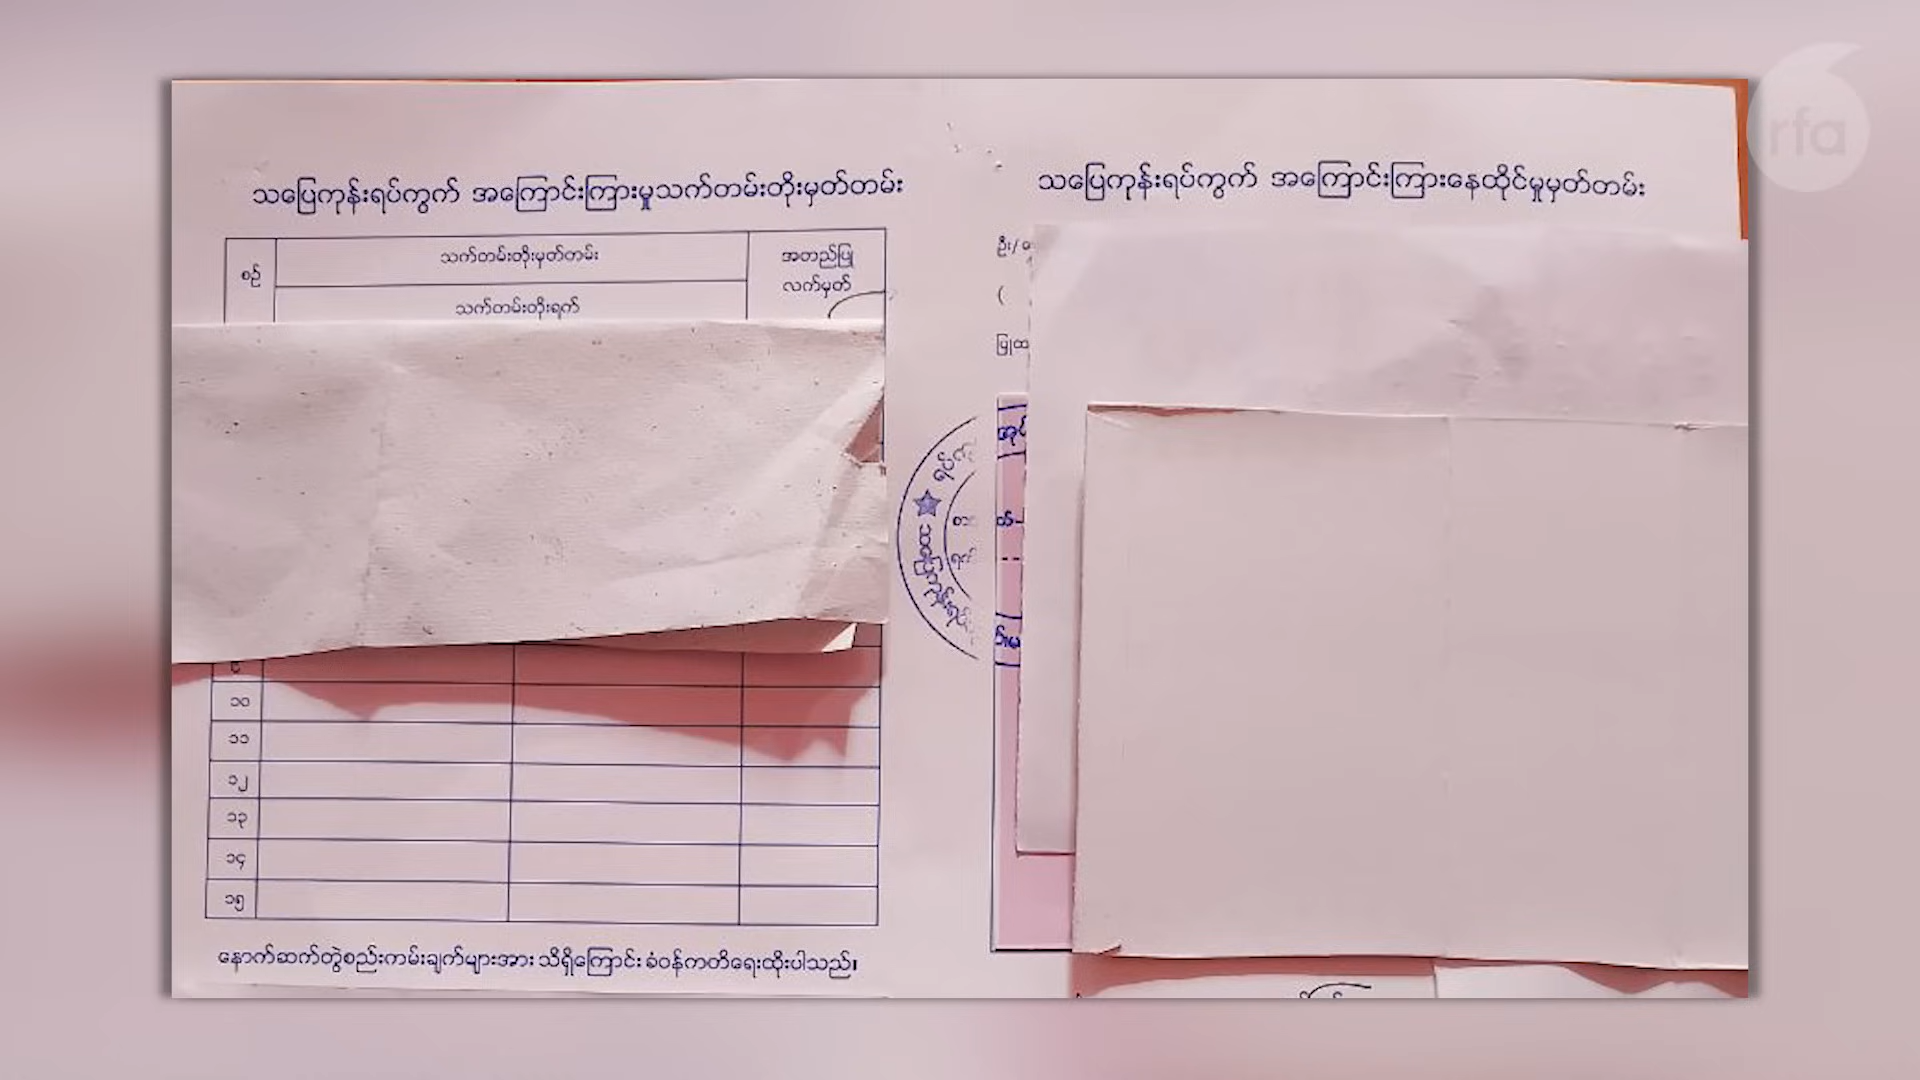 rfa
သပြေကုန်းရပ်ကွက် အကြောင်းကြားမှုသက်တမ်းတိုးမှတ်တမ်း
စဉ်
သက်တမ်းတိုးမှတ်တမ်း
အတည်ပြု
လက်မှတ်
သက်တမ်းတိုးရက်
၁၀
၁၁
၁၂
၁၃
၁၄
၁၅
နောက်ဆက်တွဲစည်းကမ်းချက်များအား သိရှိကြောင်း ခံဝန်ကတိရေးထိုးပါသည်။
သပြေကုန်းရပ်ကွက် အကြောင်းကြားနေထိုင်မှုမှတ်တမ်း
ဦး/
(